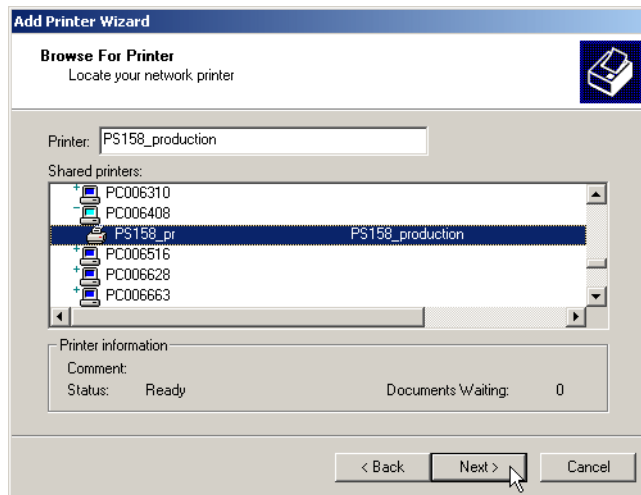 Add Printer Wizard
Browse For Printer
Locate your network printer
Printer: PS158_production
Shared printers:
PC006310
PC006408
PS158_pr PS158_production
PC006516
PC006628
PC006663
Printer information
Comment:
Status: Ready Documents Waiting: 0
< Back Next > Cancel